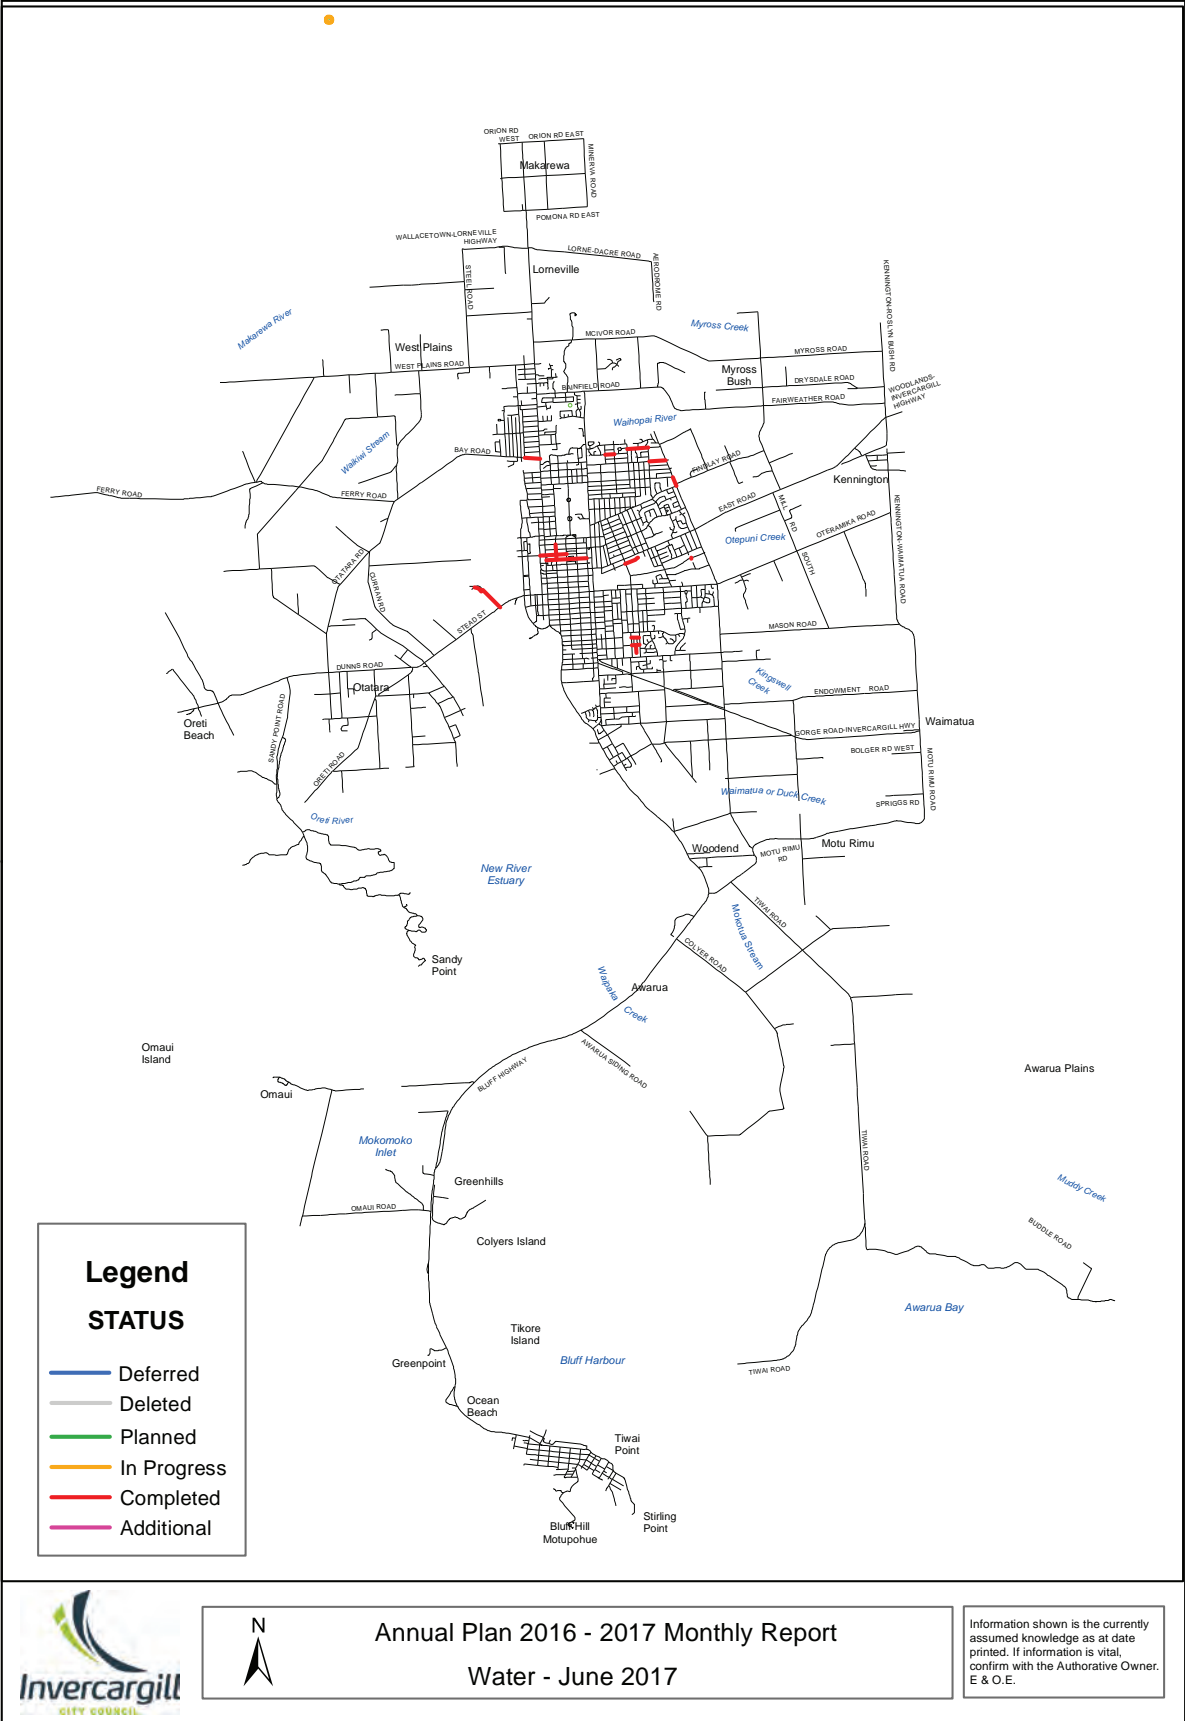 ORION RD
WEST
ORION RD EAST
MINERVA ROAD
Makarewa
POMONA RD EAST
WALLACETOWN-LORNEVILLE
HIGHWAY
LORNE-DACRE ROAD
AERODROME RD
STEEL ROAD
Lorneville
KENNINGTON-ROSLYN BUSH RD
Makarewa River
Myross Creek
MCIVOR ROAD
West Plains
WEST PLAINS ROAD
MYROSS ROAD
Myross
Bush
DRYSDALE ROAD
BAINFIELD ROAD
FAIRWEATHER ROAD
WOODLANDS-
INVERCARGILL
HIGHWAY
Waihopai River
Waikiwi Stream
BAY ROAD
FINDLAY ROAD
Kennington
FERRY ROAD
FERRY ROAD
EAST ROAD
MILL RD
OTERAMIKA ROAD
KENNINGTON-WAIMATUA ROAD
Otepuni Creek
SOUTH
OTATARA RD
CURRAN RD
STEAD ST
MASON ROAD
DUNNS ROAD
Otatara
Kingswell
Creek
ENDOWMENT ROAD
Oreti
Beach
SANDY POINT ROAD
Waimatua
GORGE ROAD-INVERCARGILL HWY
BOLGER RD WEST
MOTU RIMU ROAD
ORETI ROAD
Waimatua or Duck Creek
SPRIGGS RD
Oreti River
Woodend
MOTU RIMU
RD
Motu Rimu
New River
Estuary
TIWAI ROAD
Mokotua Stream
COLYER ROAD
Sandy
Point
Waipaka
Creek
Awarua
Omaui
Island
AWARUA SIDING ROAD
BLUFF HIGHWAY
Awarua Plains
Omaui
Mokomoko
Inlet
TIWAI ROAD
Greenhills
Muddy Creek
OMAUI ROAD
BUDDLE ROAD
Colyers Island
Awarua Bay
Tikore
Island
Bluff Harbour
Greenpoint
TIWAI ROAD
Ocean
Beach
Tiwai
Point
Stirling
Point
Bluff Hill
Motupohue
Legend
STATUS
Deferred
Deleted
Planned
In Progress
Completed
Additional
Invercargill
CITY COUNCIL
N
Annual Plan 2016 - 2017 Monthly Report
Water - June 2017
Information shown is the currently
assumed knowledge as at date
printed. If information is vital,
confirm with the Authorative Owner.
E & O.E.